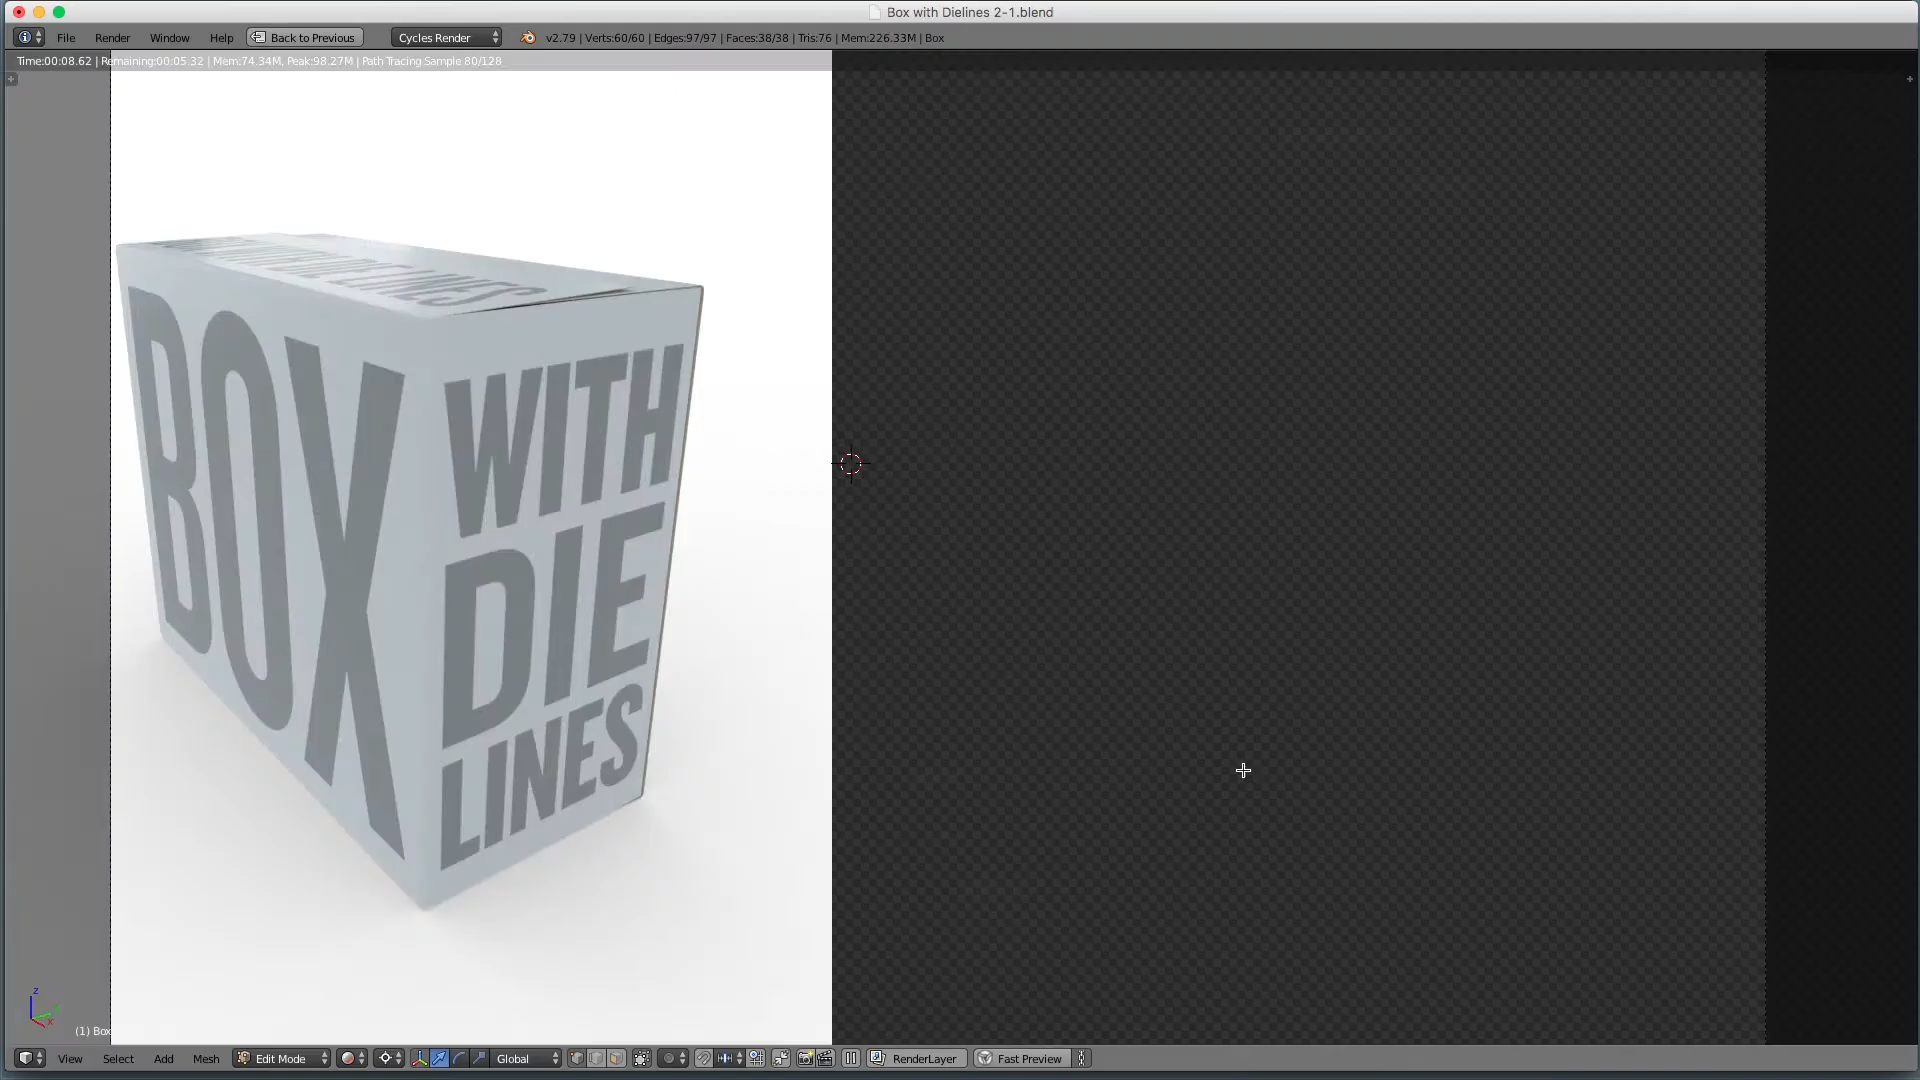 Box with Dielines 2-1.blend
File Render Window Help Back to Previous Cycles Render v2.79 | Verts:60/60 | Edges:97/97 | Faces:38/38 | Tris:76 | Mem:226.33M | Box
Time:00:08.62 | Remaining:00:05.32 | Mem:74.34M, Peak:98.27M | Path Tracing Sample 80/128
BOX
WITH
DIE
LINES
z
x
(1) Box
View Select Add Mesh Edit Mode Global RenderLayer Fast Preview